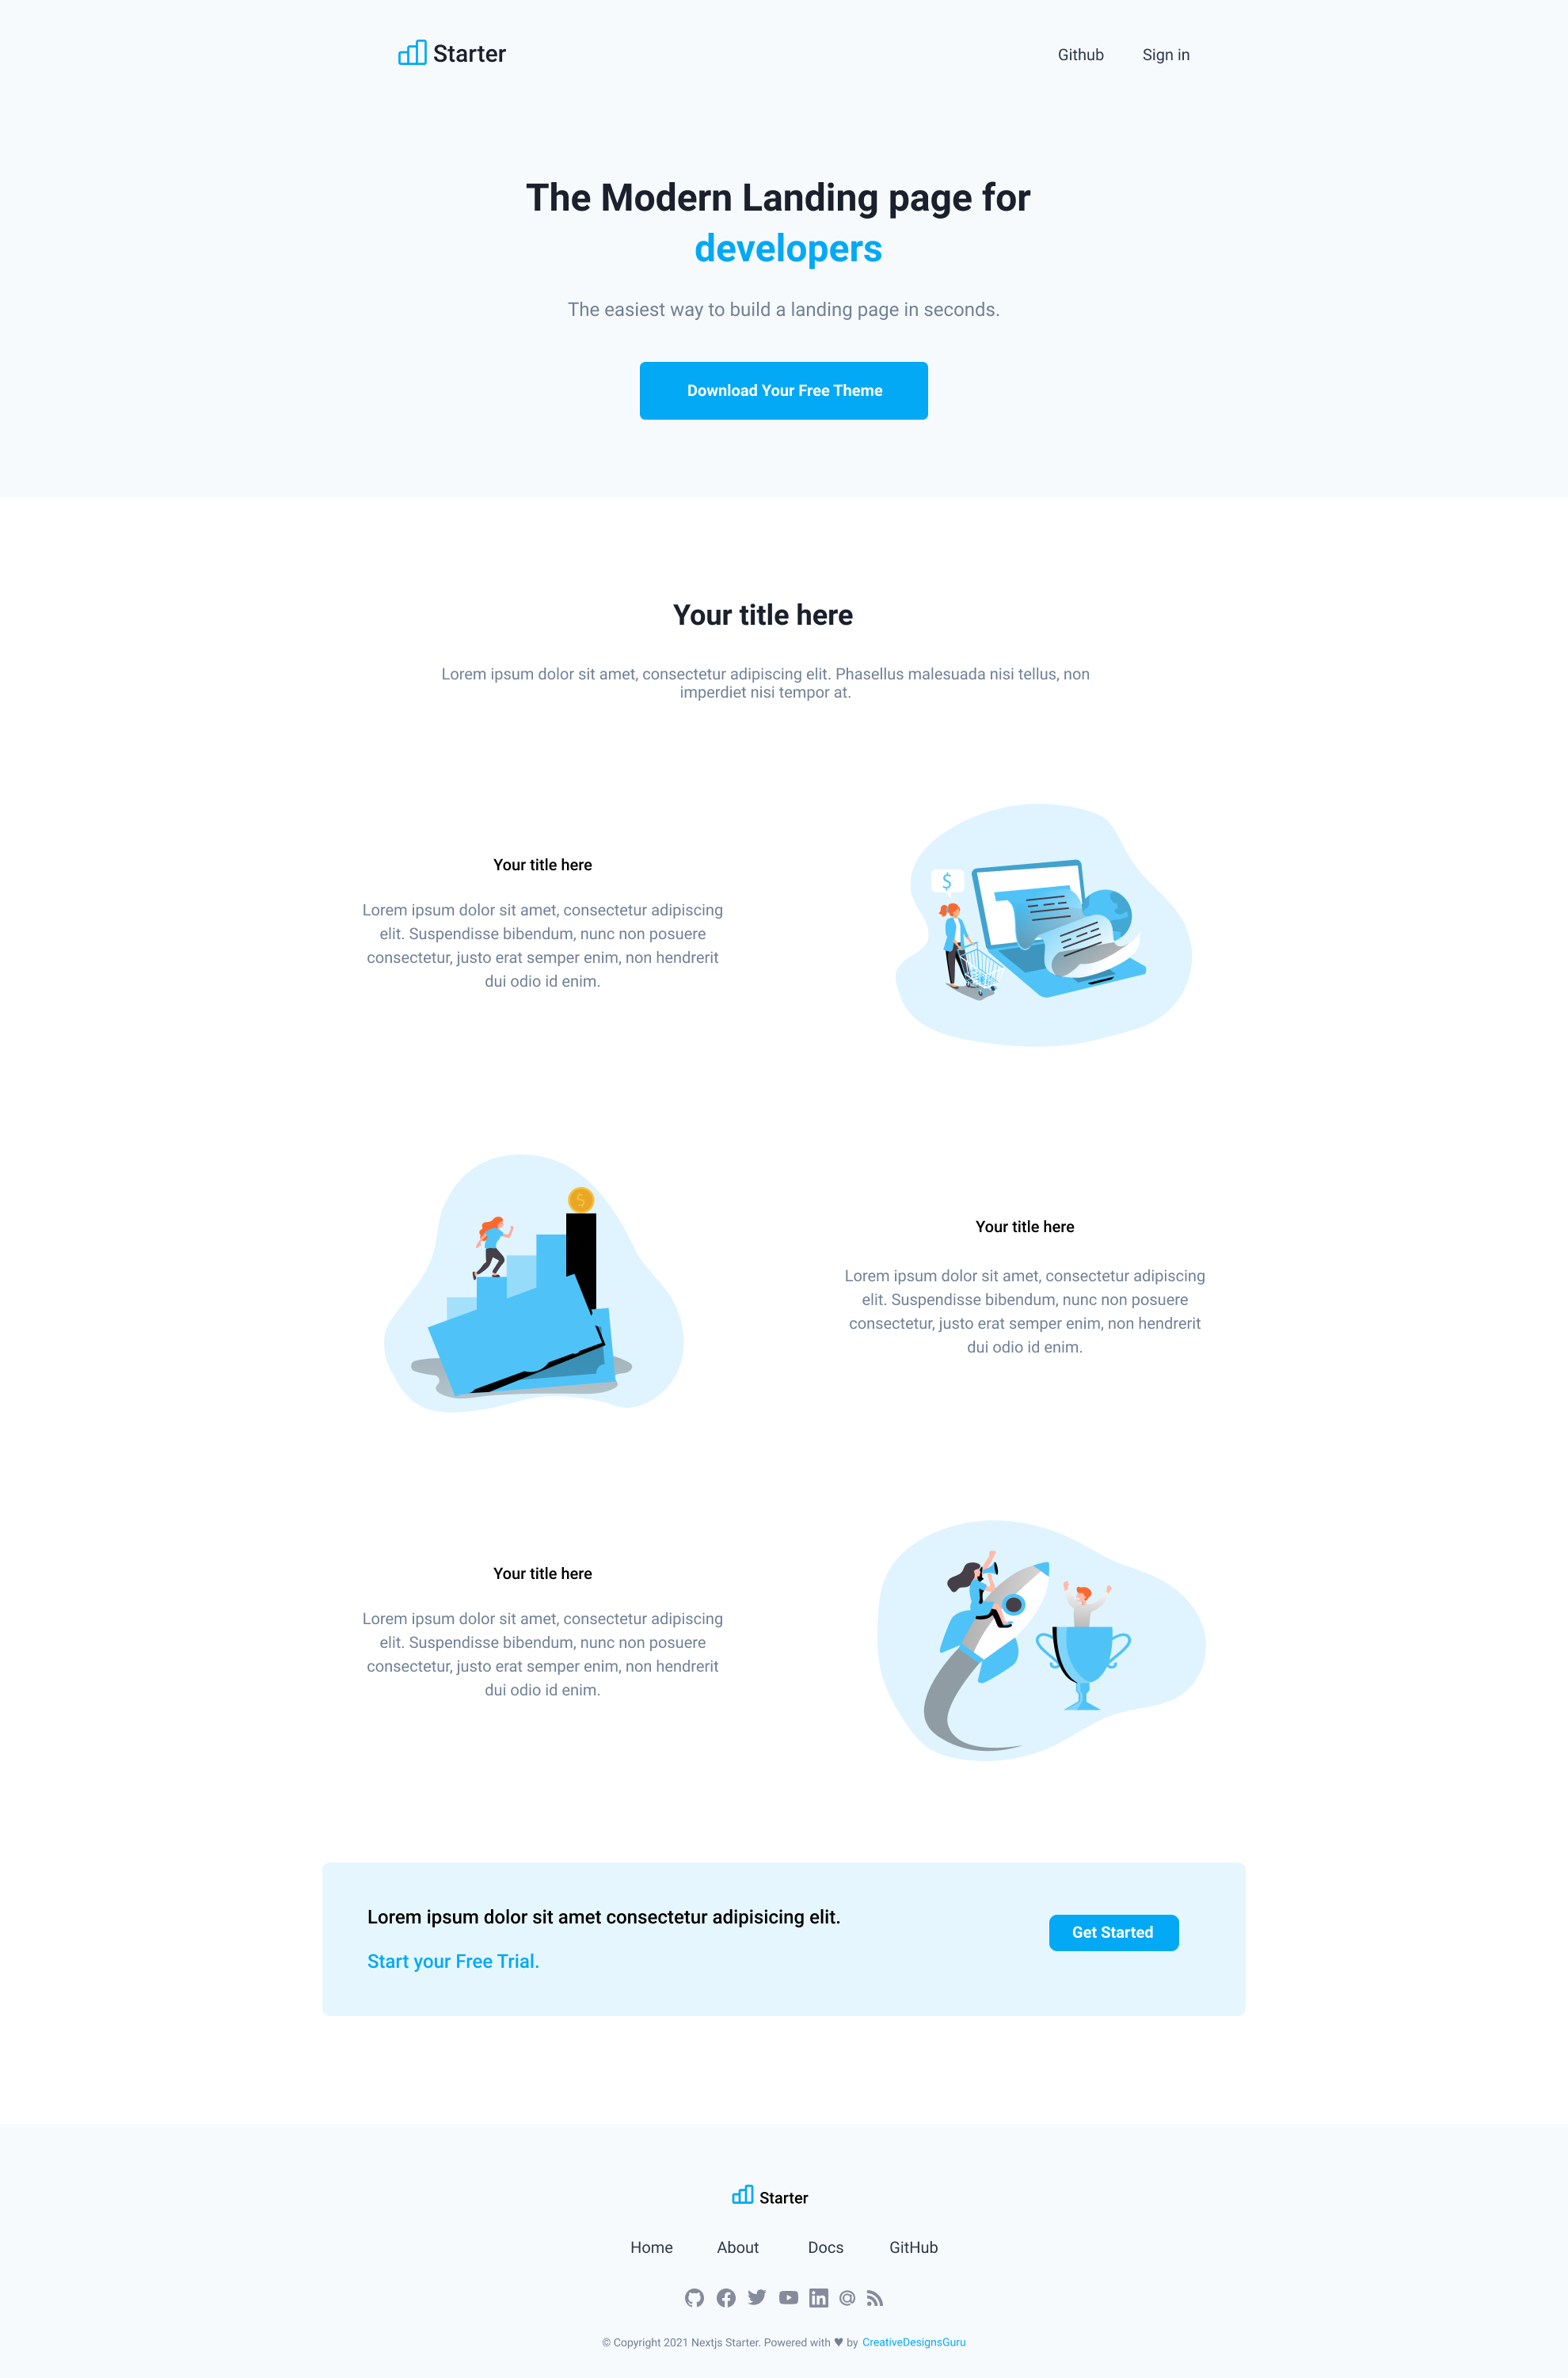 Starter
Github
Sign in
The Modern Landing page for
developers
The easiest way to build a landing page in seconds.
Download Your Free Theme
Your title here
Lorem ipsum dolor sit amet, consectetur adipiscing elit. Phasellus malesuada nisi tellus, non
imperdiet nisi tempor at.
Your title here
Lorem ipsum dolor sit amet, consectetur adipiscing
elit. Suspendisse bibendum, nunc non posuere
consectetur, justo erat semper enim, non hendrerit
dui odio id enim.
$
$
Your title here
Lorem ipsum dolor sit amet, consectetur adipiscing
elit. Suspendisse bibendum, nunc non posuere
consectetur, justo erat semper enim, non hendrerit
dui odio id enim.
Your title here
Lorem ipsum dolor sit amet, consectetur adipiscing
elit. Suspendisse bibendum, nunc non posuere
consectetur, justo erat semper enim, non hendrerit
dui odio id enim.
Lorem ipsum dolor sit amet consectetur adipisicing elit.
Start your Free Trial.
Get Started
Starter
Home
About
Docs
GitHub
© Copyright 2021 Nextjs Starter. Powered with ♥ by CreativeDesignsGuru